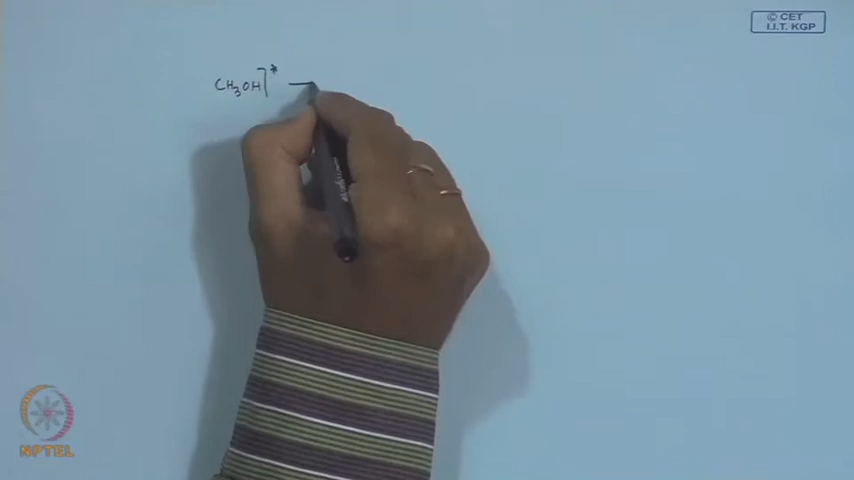 © CET
I.I.T. KGP
CH₃OH]* —
NPTEL